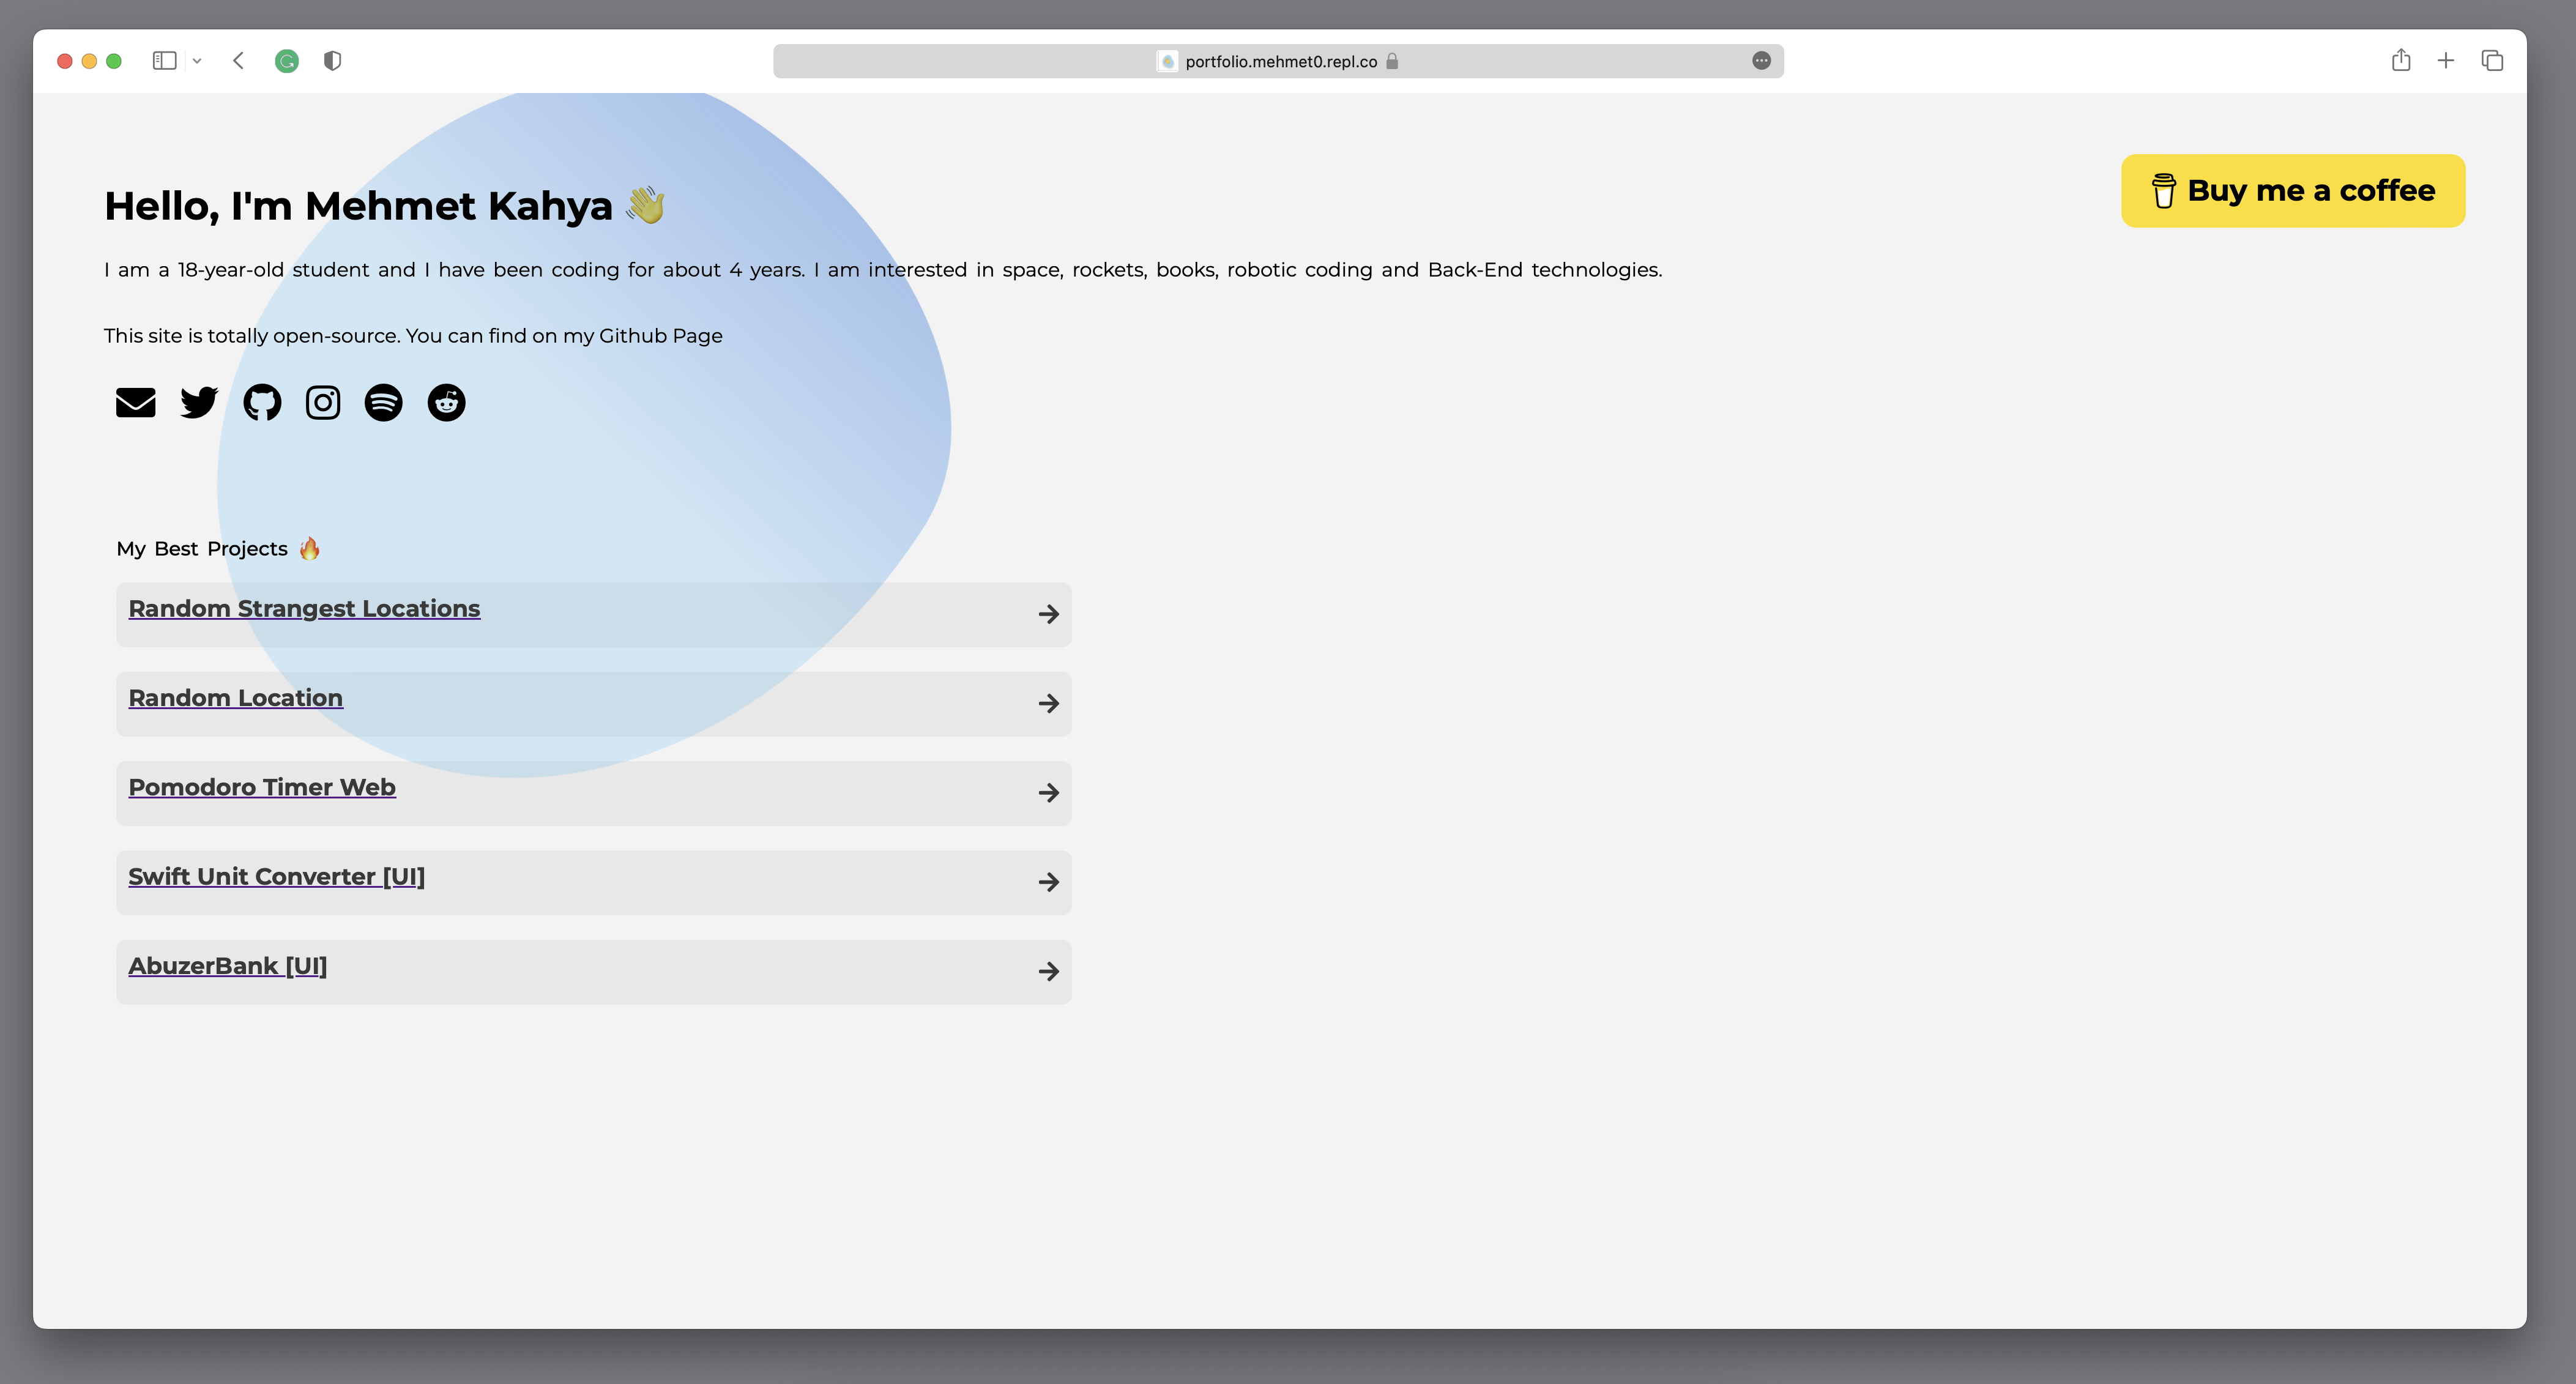 portfolio.mehmet0.repl.co
Hello, I'm Mehmet Kahya 👋
Buy me a coffee
I am a 18-year-old student and I have been coding for about 4 years. I am interested in space, rockets, books, robotic coding and Back-End technologies.
This site is totally open-source. You can find on my Github Page
My Best Projects 🔥
Random Strangest Locations
Random Location
Pomodoro Timer Web
Swift Unit Converter [UI]
AbuzerBank [UI]